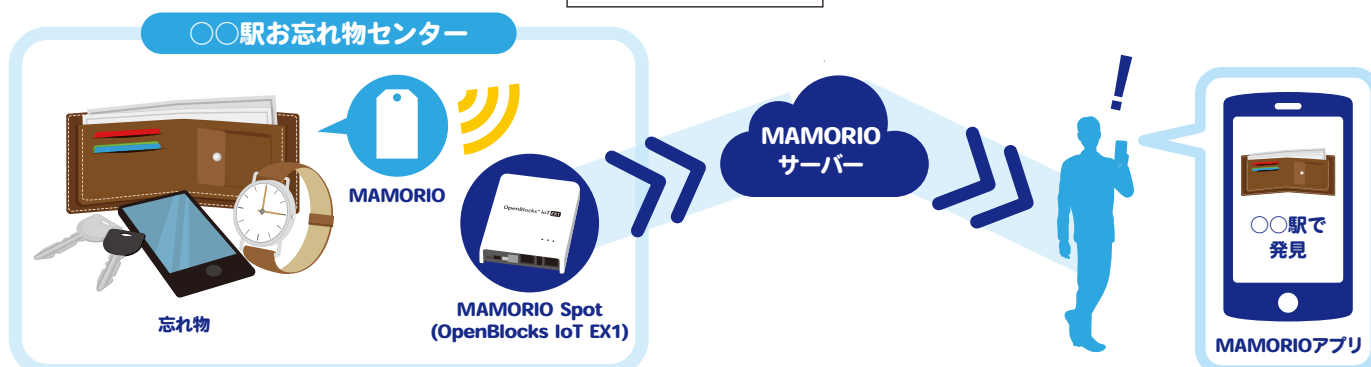 ○○駅お忘れ物センター
MAMORIO
忘れ物
OpenBlocks IoT EX1
MAMORIO Spot
(OpenBlocks IoT EX1)
MAMORIO
サーバー
!
○○駅で
発見
MAMORIOアプリ